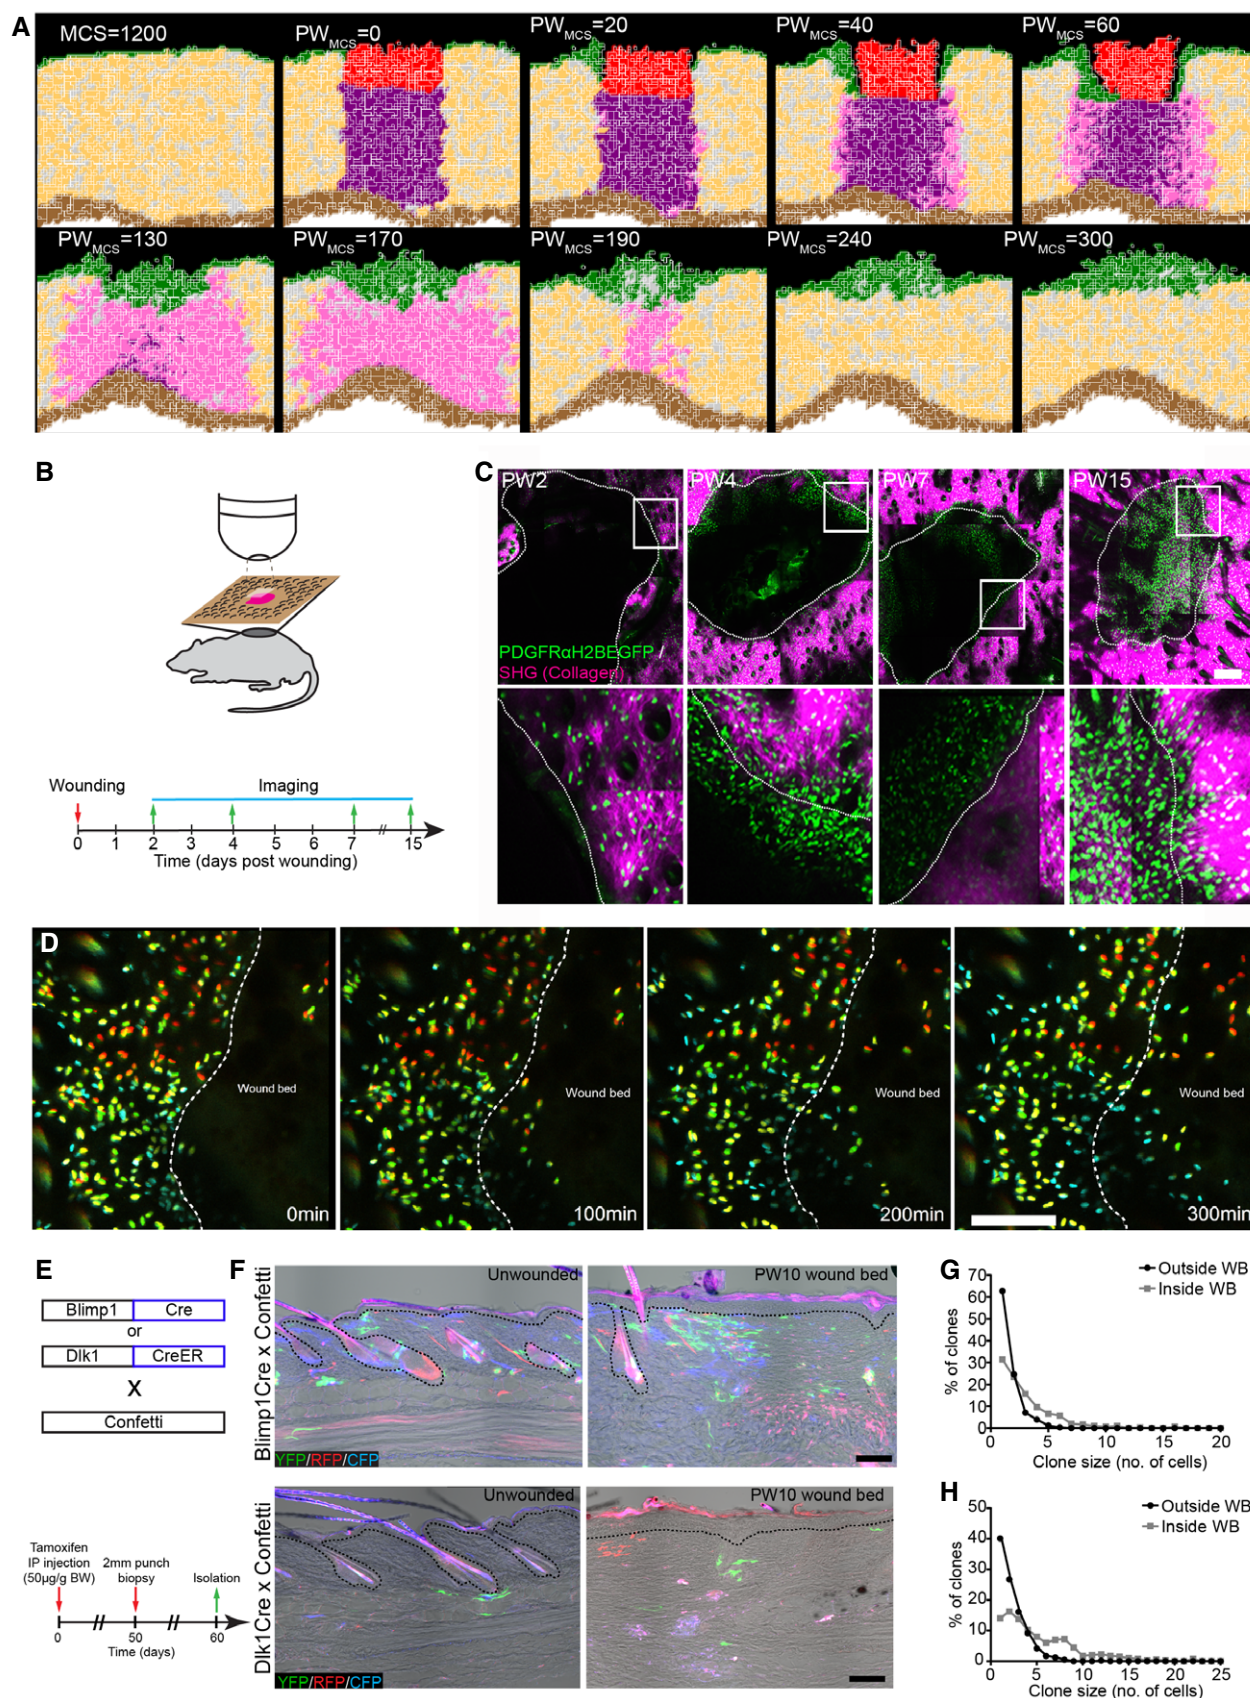 A
MCS=1200
PWMCS=0
PWMCS=20
PWMCS=40
PWMCS=60
PWMCS=130
PWMCS=170
PWMCS=190
PWMCS=240
PWMCS=300
B
Wounding
Imaging
0 1 2 3 4 5 6 7 15
Time (days post wounding)
C
PW2
PW4
PW7
PW15
PDGFRαH2BEGFP /
SHG (Collagen)
D
Wound bed
0min
Wound bed
100min
Wound bed
200min
Wound bed
300min
E
Blimp1 Cre
or
Dlk1 CreER
X
Confetti
Tamoxifen
IP injection
(50µg/g BW)
2mm punch
biopsy
Isolation
0 50 60
Time (days)
F
Blimp1Cre x Confetti
Unwounded
PW10 wound bed
YFP/RFP/CFP
Dlk1Cre x Confetti
Unwounded
PW10 wound bed
YFP/RFP/CFP
G
Outside WB
Inside WB
% of clones
70
60
50
40
30
20
10
0
0 5 10 15 20
Clone size (no. of cells)
H
Outside WB
Inside WB
% of clones
50
40
30
20
10
0
0 5 10 15 20 25
Clone size (no. of cells)